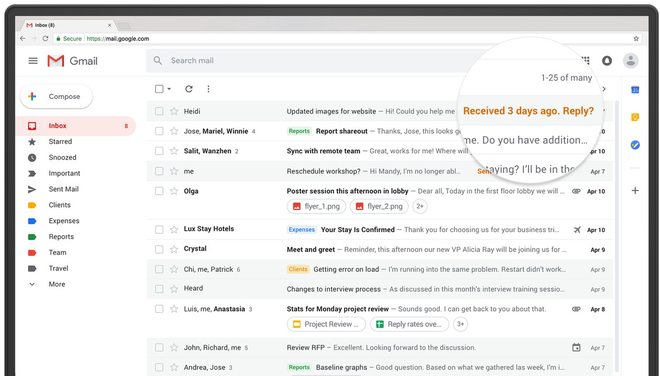 Inbox (8)
Secure https://mail.google.com
Gmail
Search mail
Compose
1-25 of many
Inbox 8
Starred
Snoozed
Important
Sent Mail
Clients
Expenses
Reports
Team
Travel
More
Heidi Updated images for website – Hi! Could you help me
Received 3 days ago. Reply?
Jose, Mariel, Winnie 4 Reports Report shareout – Thanks, Jose, this looks
me. Do you have addition...
Salit, Wanzhen 2 Sync with remote team – Great, works for me! Where will
staying? I'll be in the
me Reschedule workshop? – Hi Mandy, I'm no longer abl.. Apr 7
Olga Poster session this afternoon in lobby – Dear all, Today in the first floor lobby we will ... Apr 10
flyer_1.png flyer_2.png 2+
Lux Stay Hotels Expenses Your Stay Is Confirmed – Thank you for choosing us for your business tri... Apr 10
Crystal Meet and greet – Reminder, this afternoon our new VP Alicia Ray will be joining us for ... Apr 9
Chi, me, Patrick 6 Clients Getting error on load – I'm running into the same problem. Restart didn't work... Apr 9
Heard Changes to interview process – As discussed in this month's interview training sessio... Apr 9
Luis, me, Anastasia 3 Stats for Monday project review – Sounds good. I can get back to you about that. Apr 8
Project Review ... Reply rates ove... 3+
John, Richard, me 5 Review RFP – Excellent. Looking forward to the discussion. Apr 7
Andrea, Jose 3 Reports Baseline graphs – Good question. Based on what we gathered las week, I'm i... Apr 7